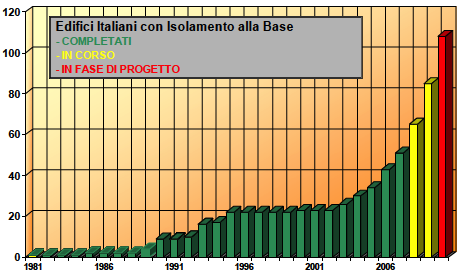 Edifici Italiani con Isolamento alla Base
- COMPLETATI
- IN CORSO
- IN FASE DI PROGETTO
120
100
80
60
40
20
0
1981 1986 1991 1996 2001 2006